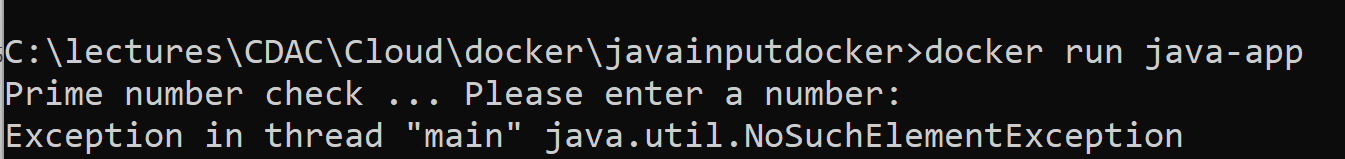 C:\lectures\CDAC\Cloud\docker\javainputdocker>docker run java-app
Prime number check ... Please enter a number:
Exception in thread "main" java.util.NoSuchElementException